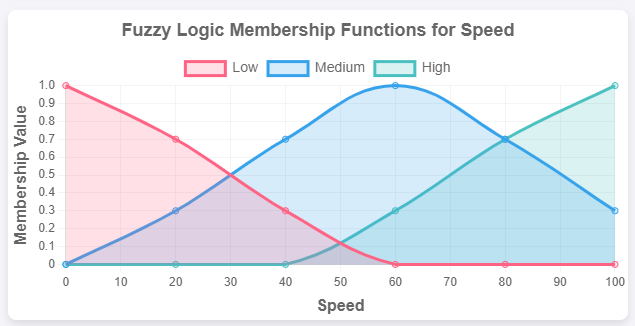 Fuzzy Logic Membership Functions for Speed
Low Medium High
Membership Value
1.0
0.9
0.8
0.7
0.6
0.5
0.4
0.3
0.2
0.1
0
0 10 20 30 40 50 60 70 80 90 100
Speed